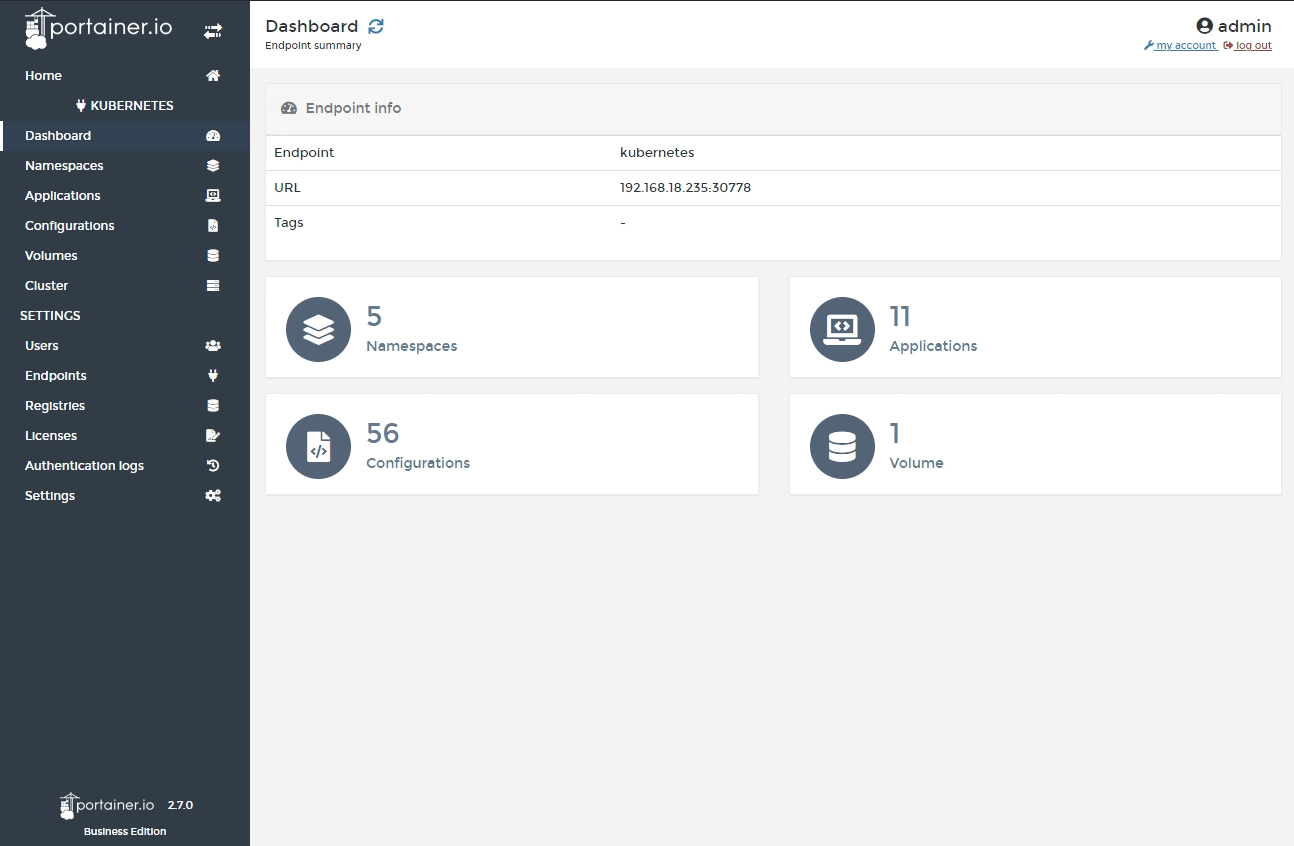 portainer.io
Home
KUBERNETES
Dashboard
Namespaces
Applications
Configurations
Volumes
Cluster
SETTINGS
Users
Endpoints
Registries
Licenses
Authentication logs
Settings
portainer.io 2.7.0
Business Edition
Dashboard
Endpoint summary
admin
my account log out
Endpoint info
Endpoint kubernetes
URL 192.168.18.235:30778
Tags -
5
Namespaces
11
Applications
56
Configurations
1
Volume